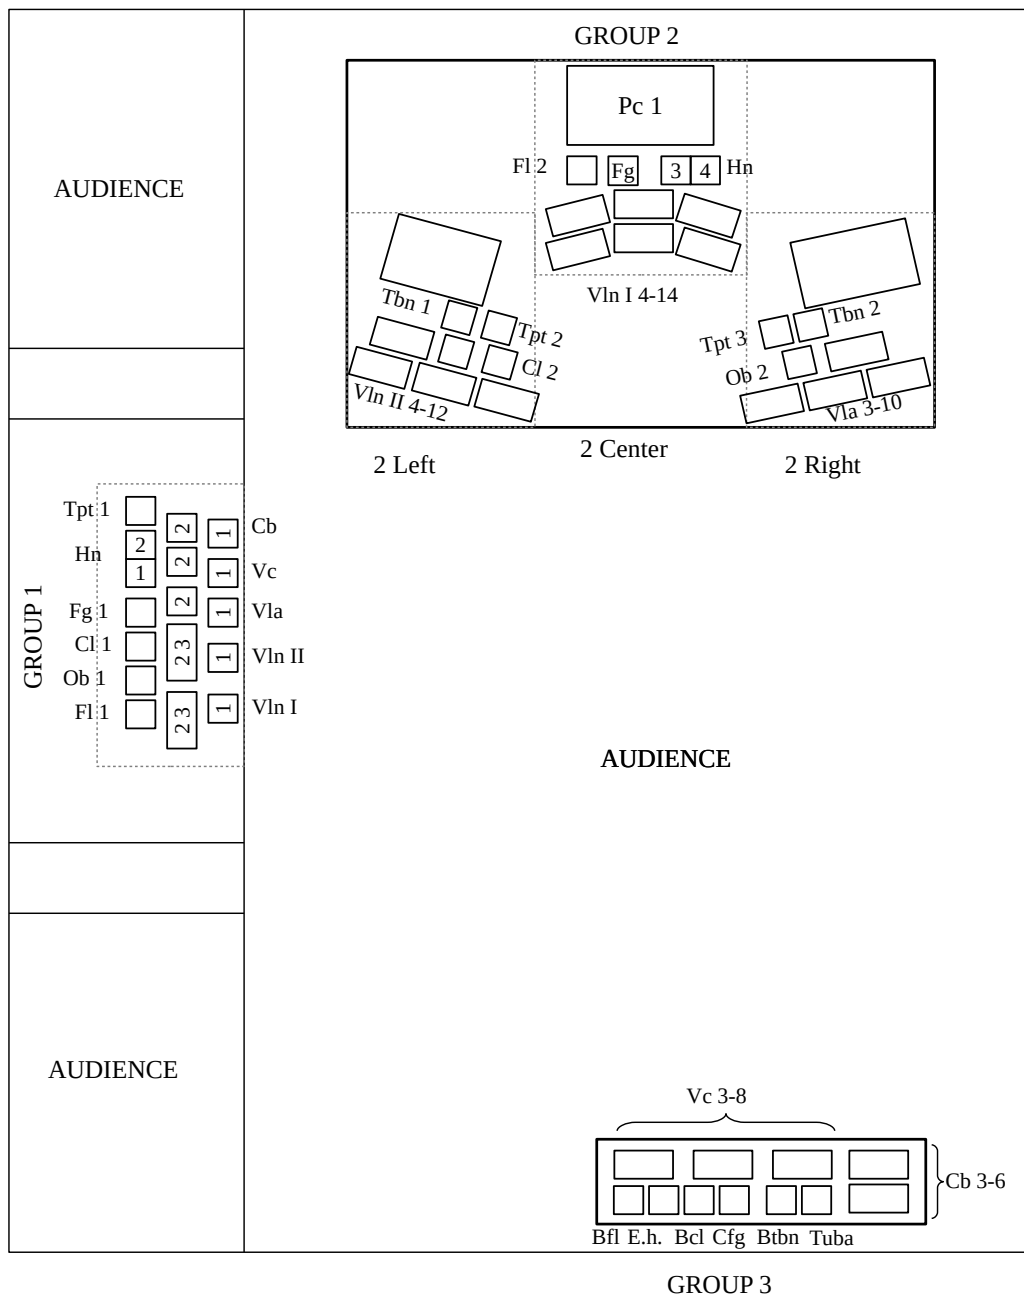 GROUP 2
Pc 1
Fl 2
Fg
3 4 Hn
Vln I 4-14
AUDIENCE
Tbn 1
Tpt 2
Cl 2
Vln II 4-12
Tpt 3
Tbn 2
Ob 2
Vla 3-10
2 Left
2 Center
2 Right
GROUP 1
Tpt 1
Hn
2
1
Fg 1
Cl 1
Ob 1
Fl 1
2 1 Cb
2 1 Vc
2 1 Vla
2 3 1 Vln II
2 3 1 Vln I
AUDIENCE
AUDIENCE
Vc 3-8
Cb 3-6
Bfl E.h. Bcl Cfg Btbn Tuba
GROUP 3